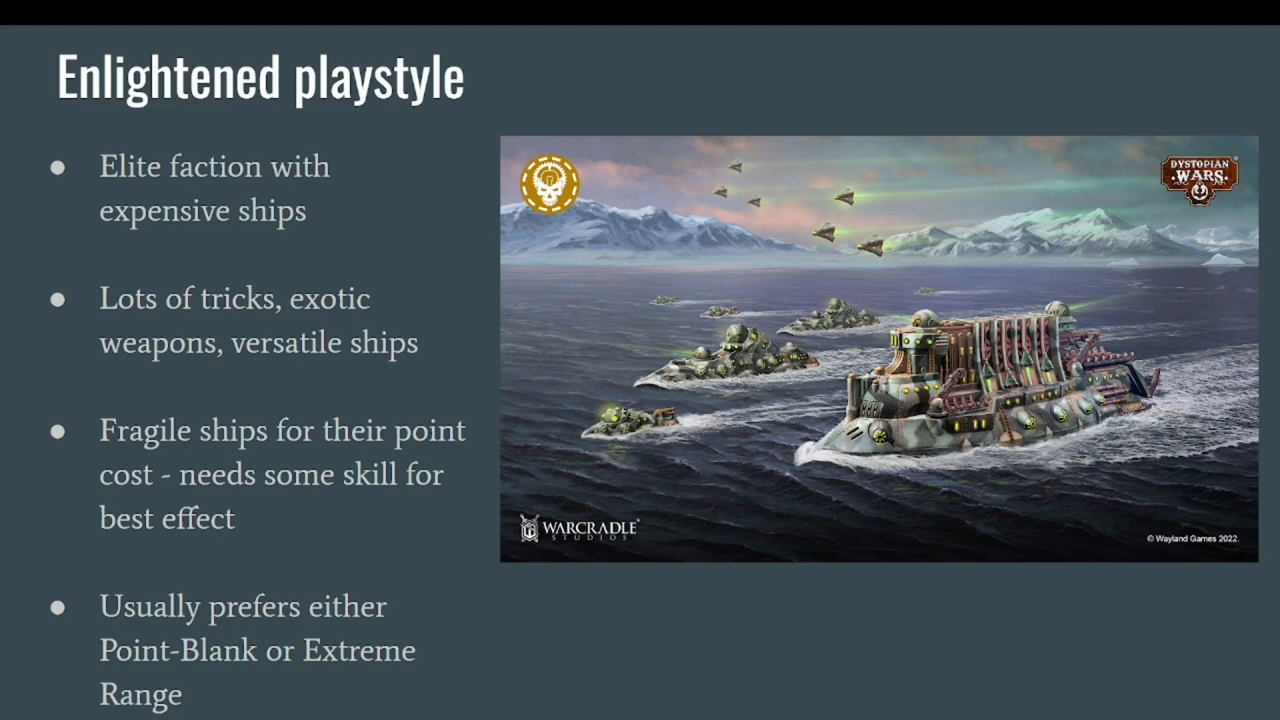 Enlightened playstyle
● Elite faction with
expensive ships
● Lots of tricks, exotic
weapons, versatile ships
● Fragile ships for their point
cost - needs some skill for
best effect
● Usually prefers either
Point-Blank or Extreme
Range
DYSTOPIAN
WARS
WARCRADLE
STUDIOS
© Wayland Games 2022.